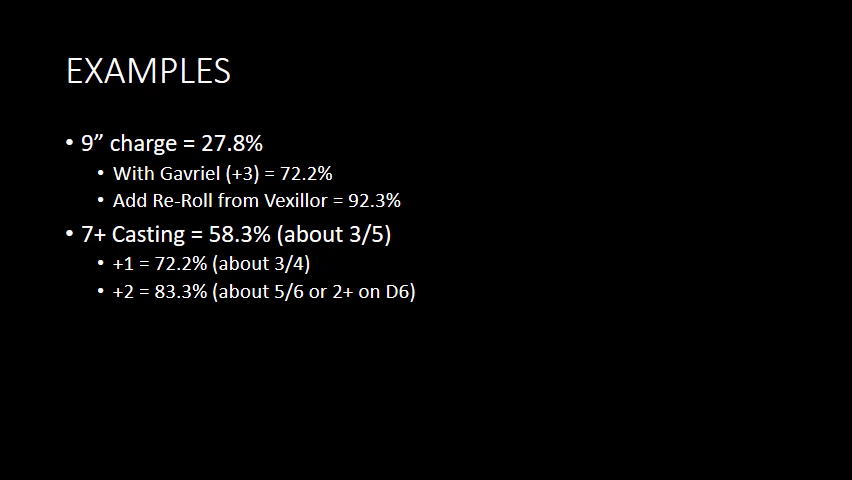 EXAMPLES
• 9” charge = 27.8%
• With Gavriel (+3) = 72.2%
• Add Re-Roll from Vexillor = 92.3%
• 7+ Casting = 58.3% (about 3/5)
• +1 = 72.2% (about 3/4)
• +2 = 83.3% (about 5/6 or 2+ on D6)